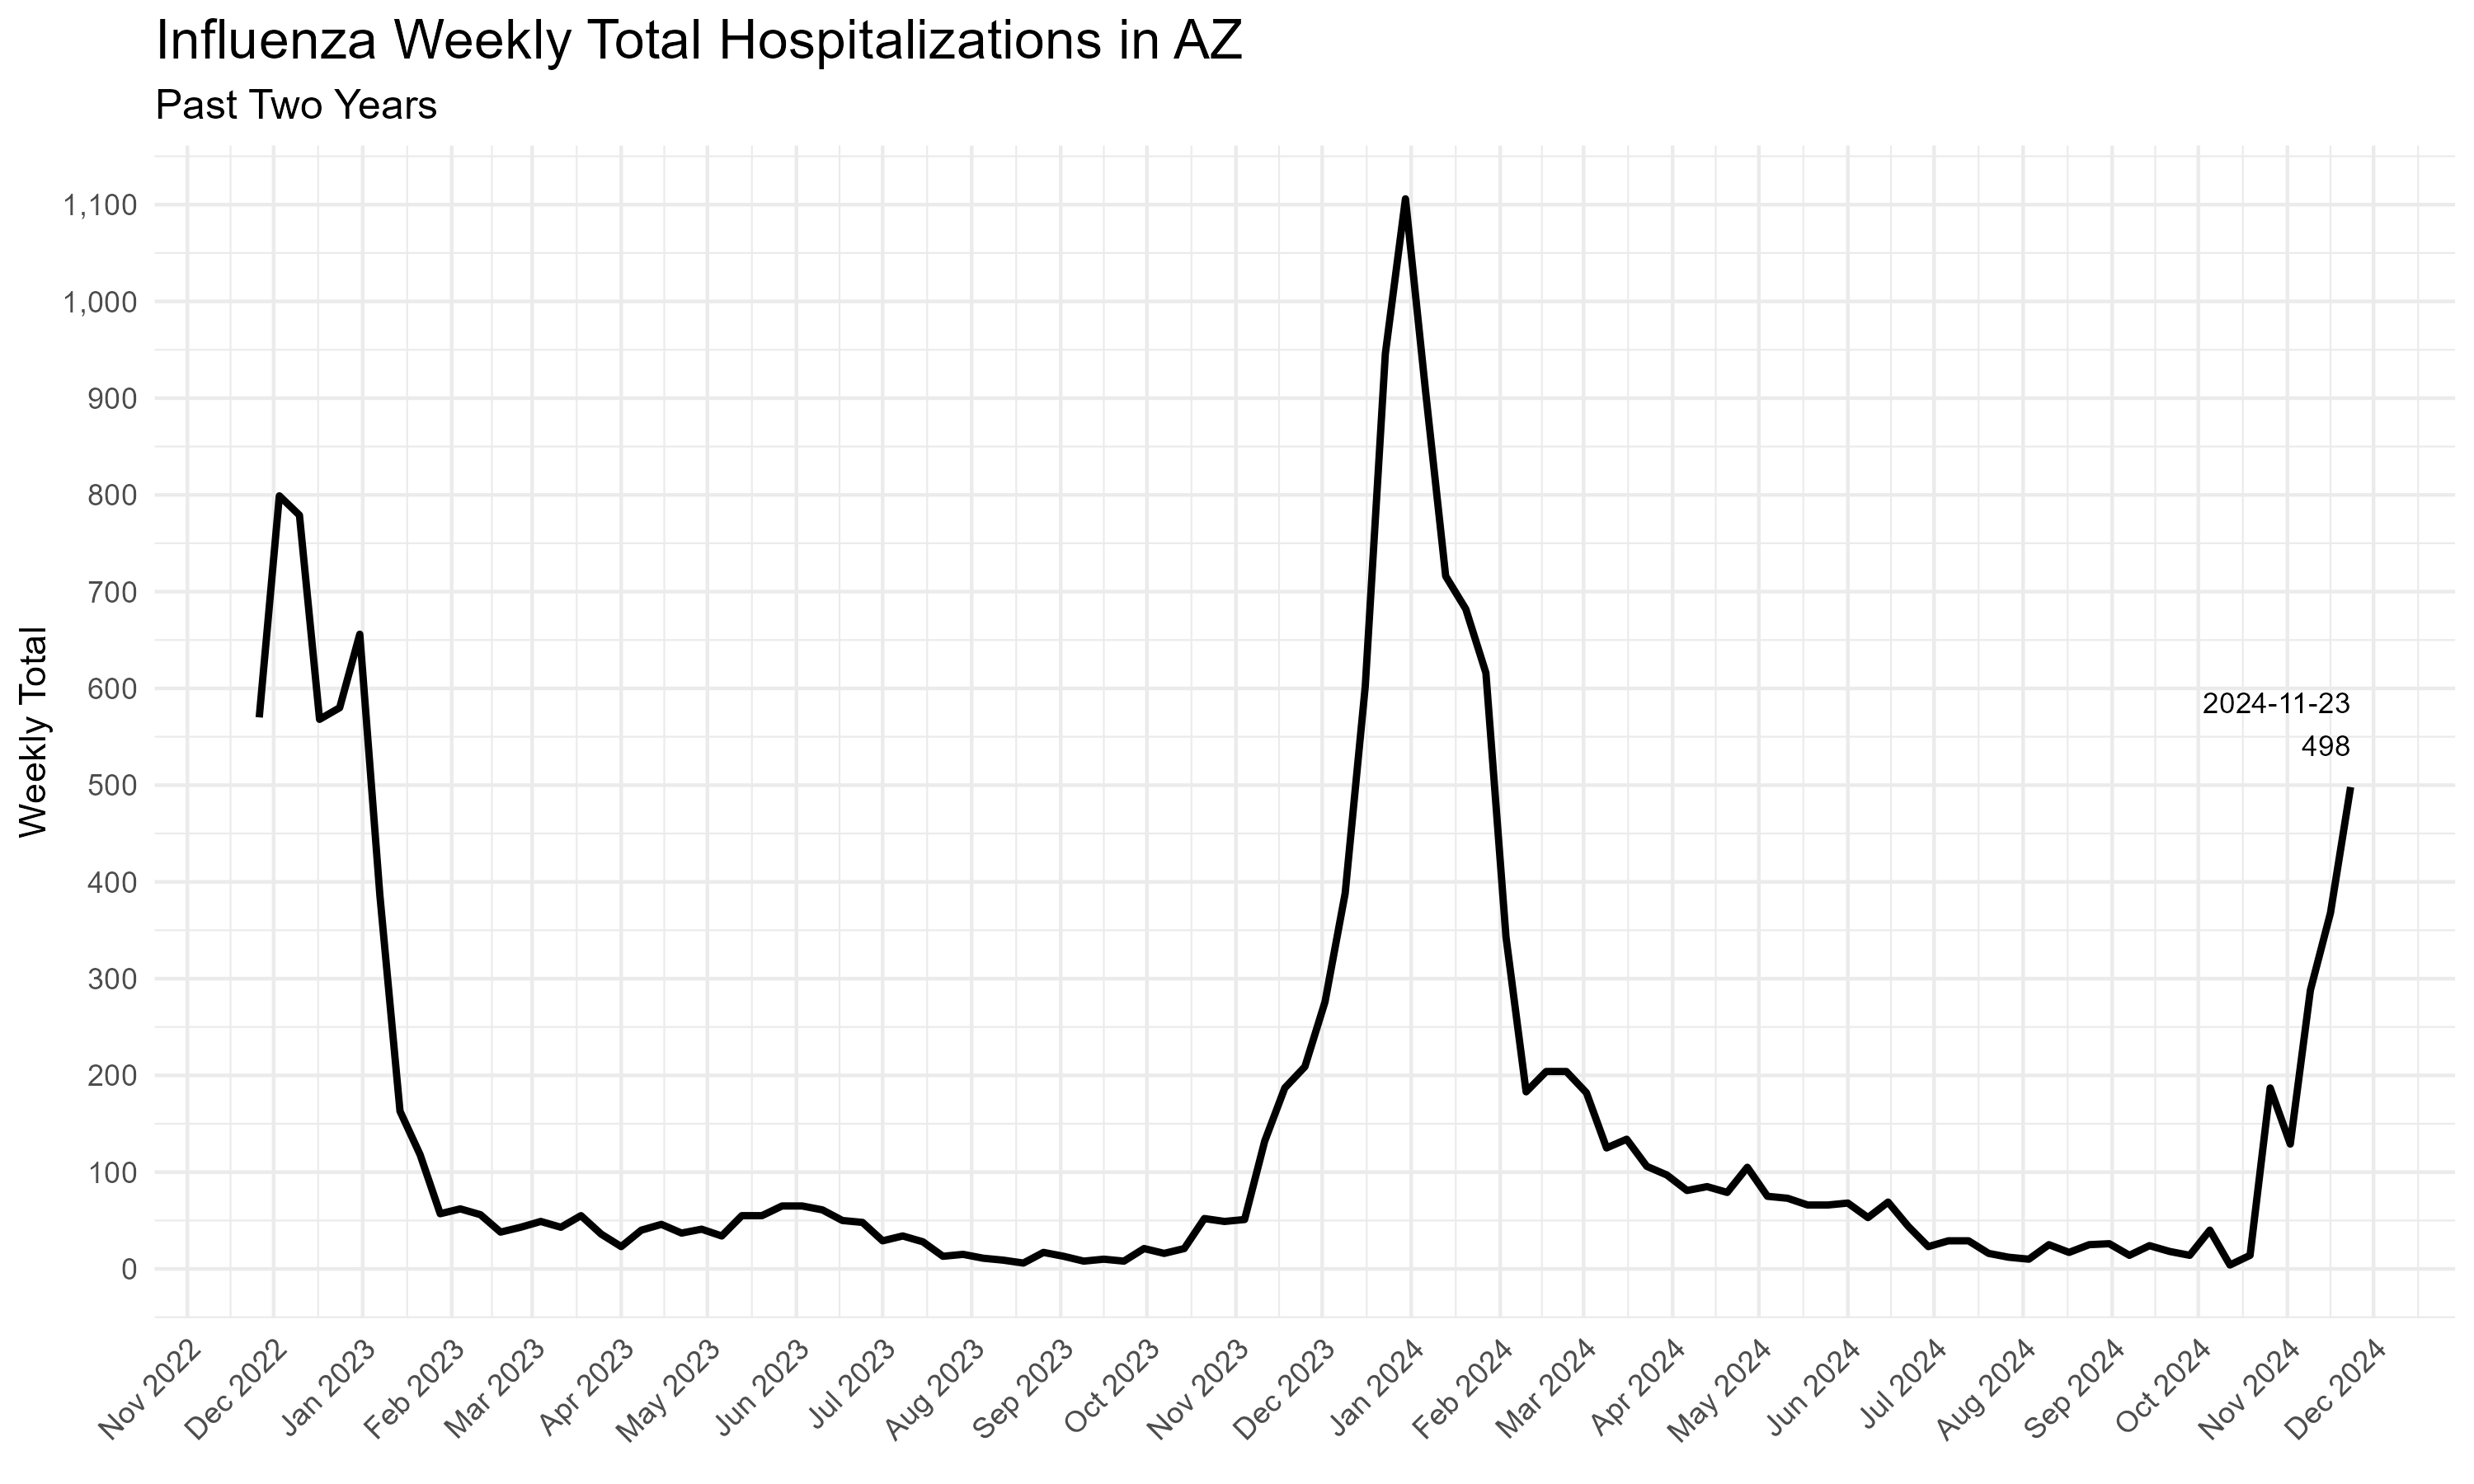 Influenza Weekly Total Hospitalizations in AZ
Past Two Years
Weekly Total
1,100
1,000
900
800
700
600
500
400
300
200
100
0
2024-11-23
498
Nov 2022
Dec 2022
Jan 2023
Feb 2023
Mar 2023
Apr 2023
May 2023
Jun 2023
Jul 2023
Aug 2023
Sep 2023
Oct 2023
Nov 2023
Dec 2023
Jan 2024
Feb 2024
Mar 2024
Apr 2024
May 2024
Jun 2024
Jul 2024
Aug 2024
Sep 2024
Oct 2024
Nov 2024
Dec 2024